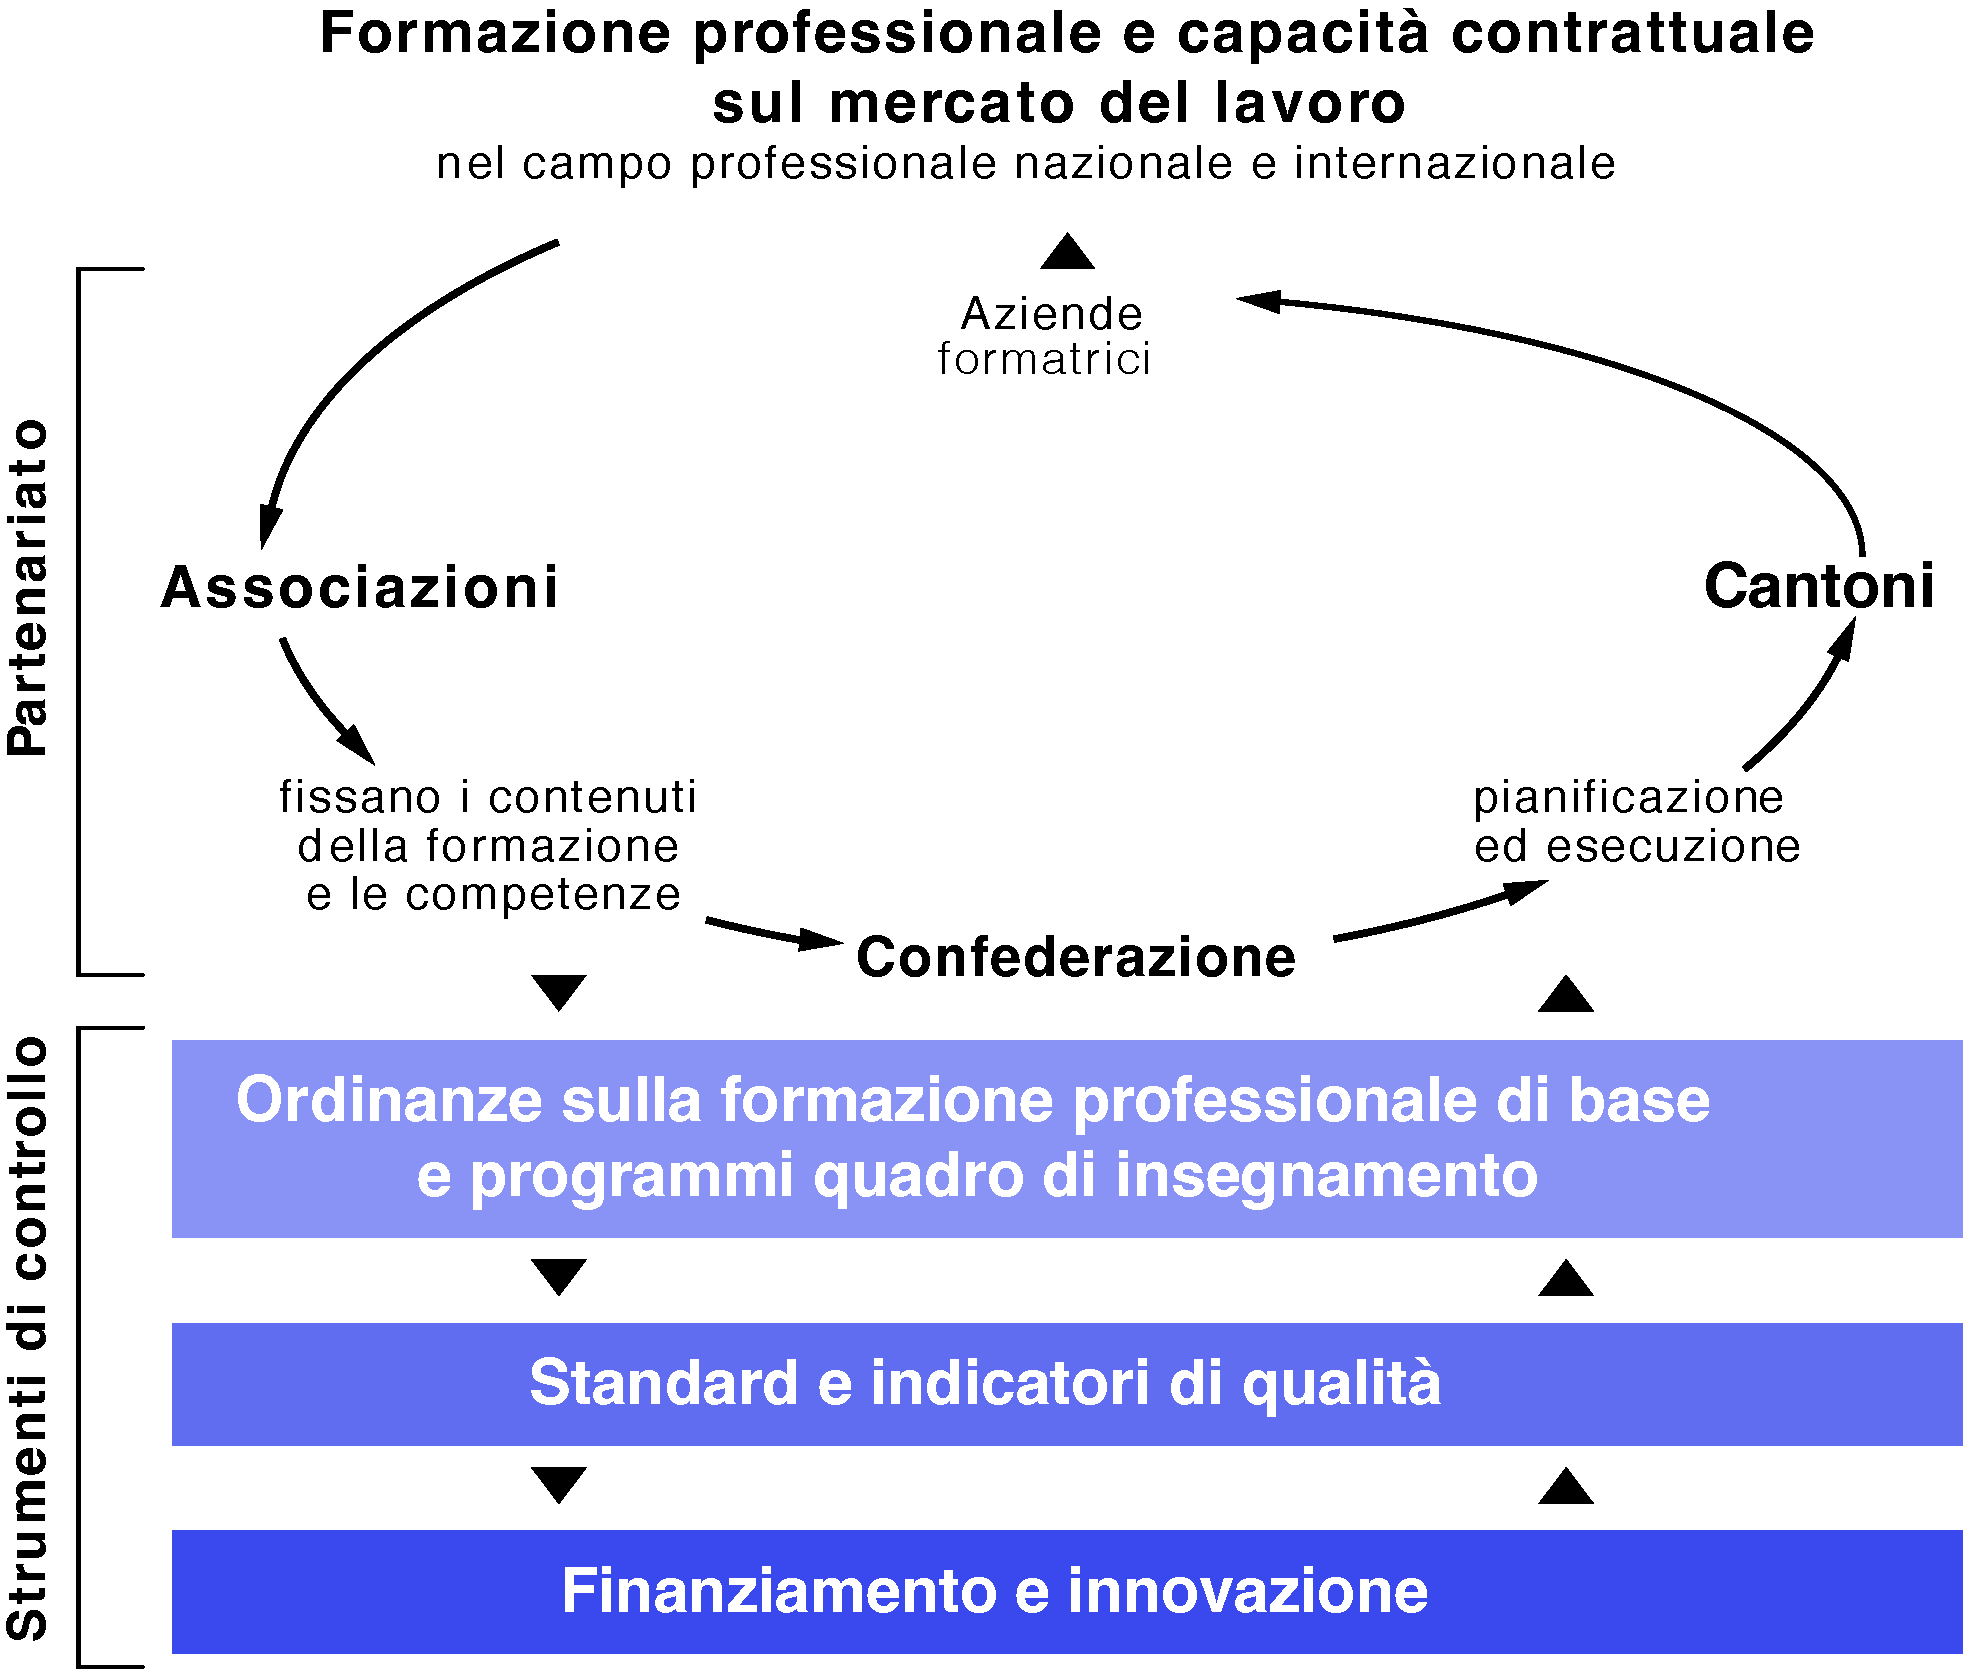 Formazione professionale e capacità contrattuale
sul mercato del lavoro
nel campo professionale nazionale e internazionale
Aziende
formatrici
Partenariato
Associazioni
Cantoni
fissano i contenuti
della formazione
e le competenze
pianificazione
ed esecuzione
Confederazione
Strumenti di controllo
Ordinanze sulla formazione professionale di base
e programmi quadro di insegnamento
Standard e indicatori di qualità
Finanziamento e innovazione